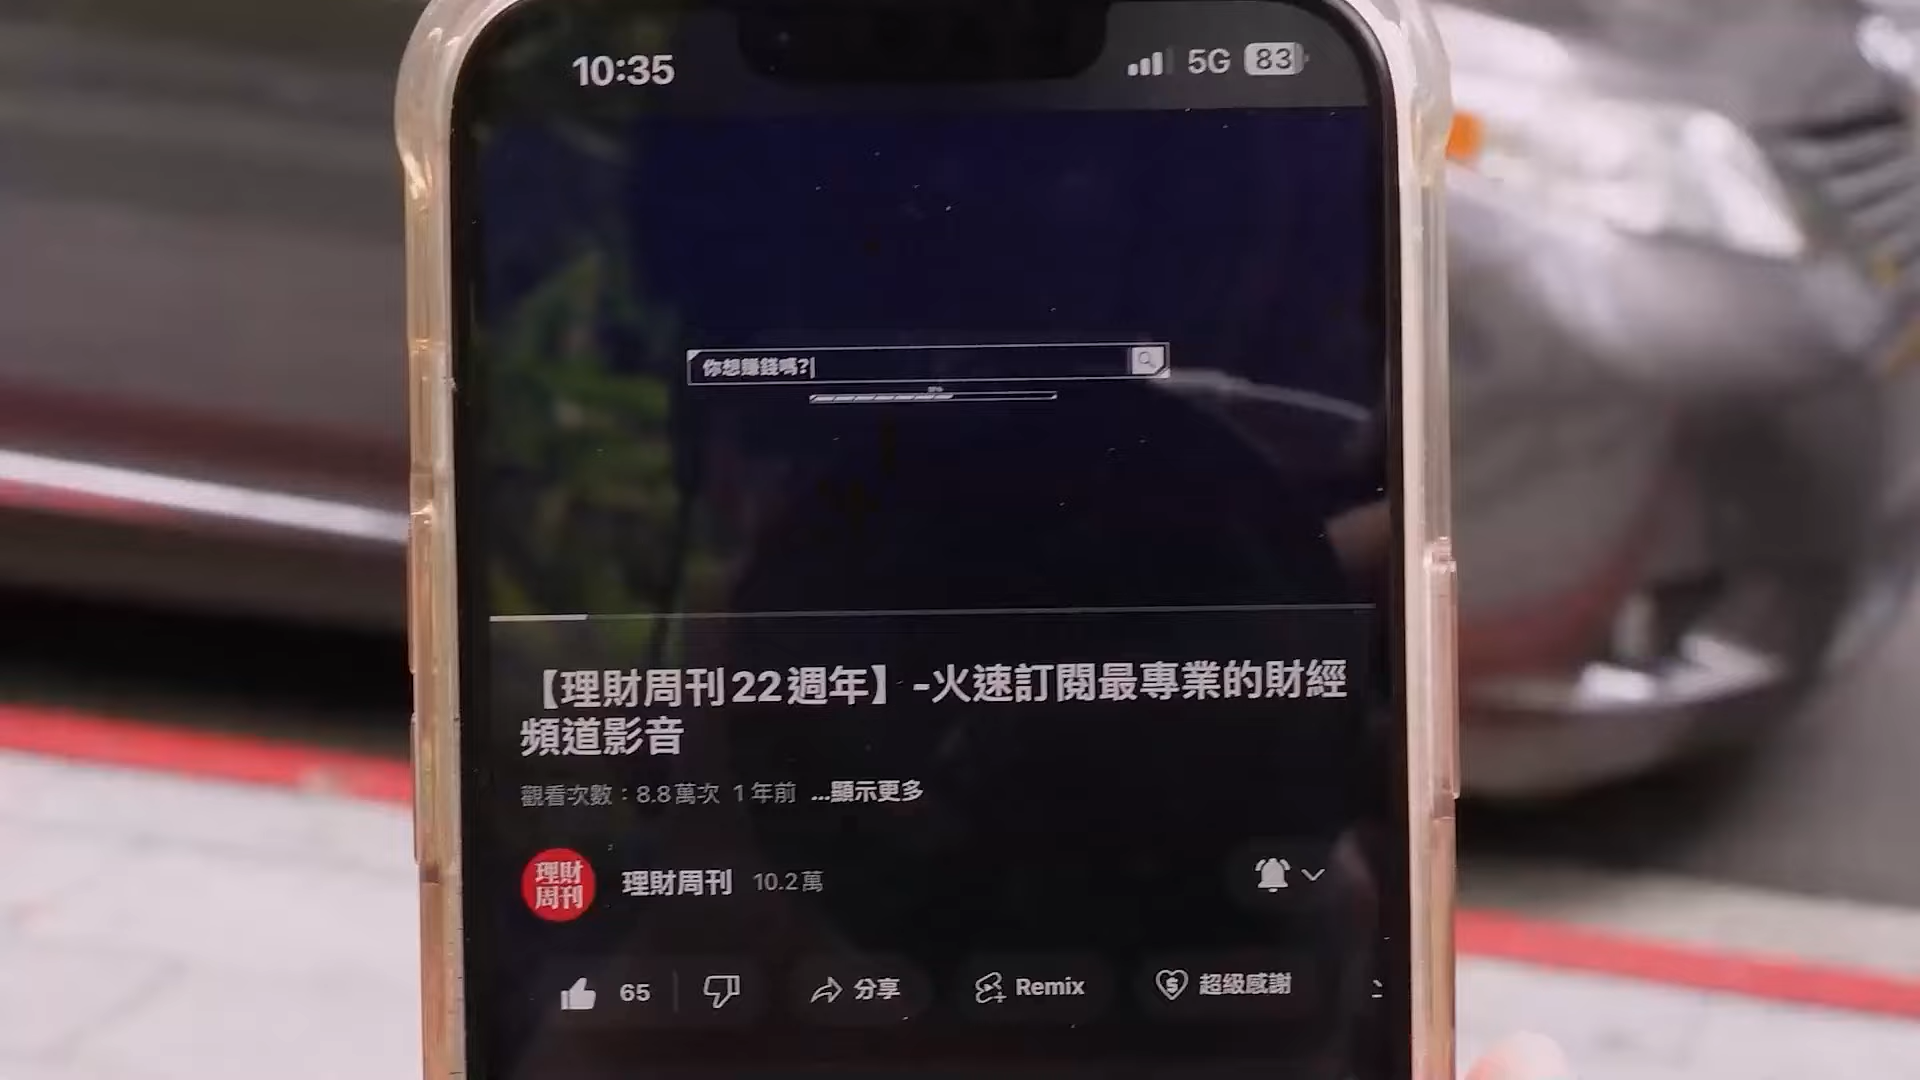 10:35
5G 83
你想賺錢嗎?
【理財周刊22週年】-火速訂閱最專業的財經
頻道影音
觀看次數：8.8萬次 1年前 ...顯示更多
理財
周刊
理財周刊 10.2萬
65 分享 Remix 超級感謝